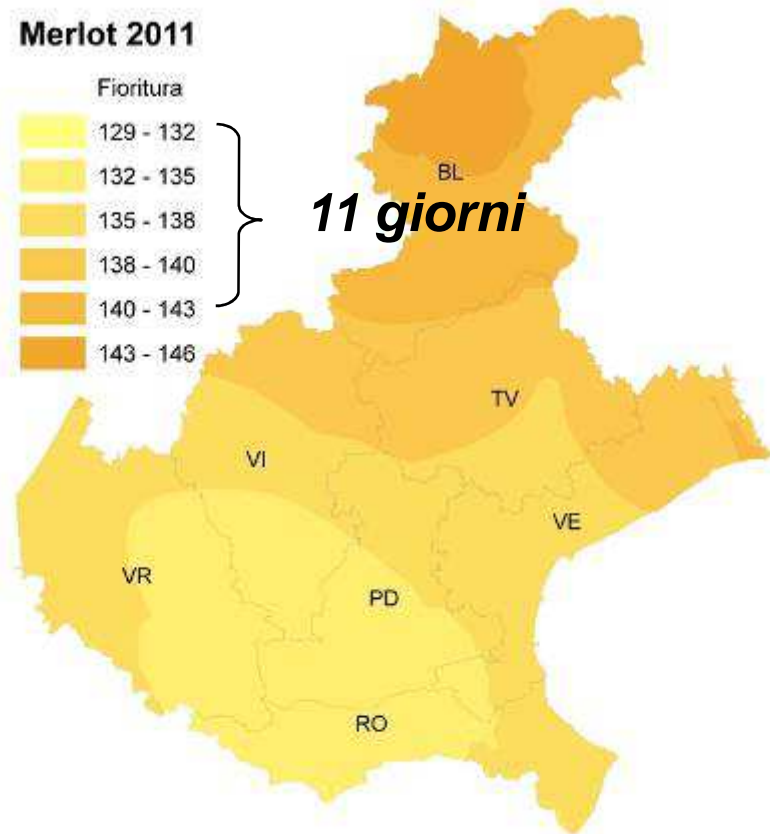 Merlot 2011
Fioritura
129 - 132
132 - 135
135 - 138
138 - 140
140 - 143
143 - 146
11 giorni
BL
TV
VI
VE
VR
PD
RO